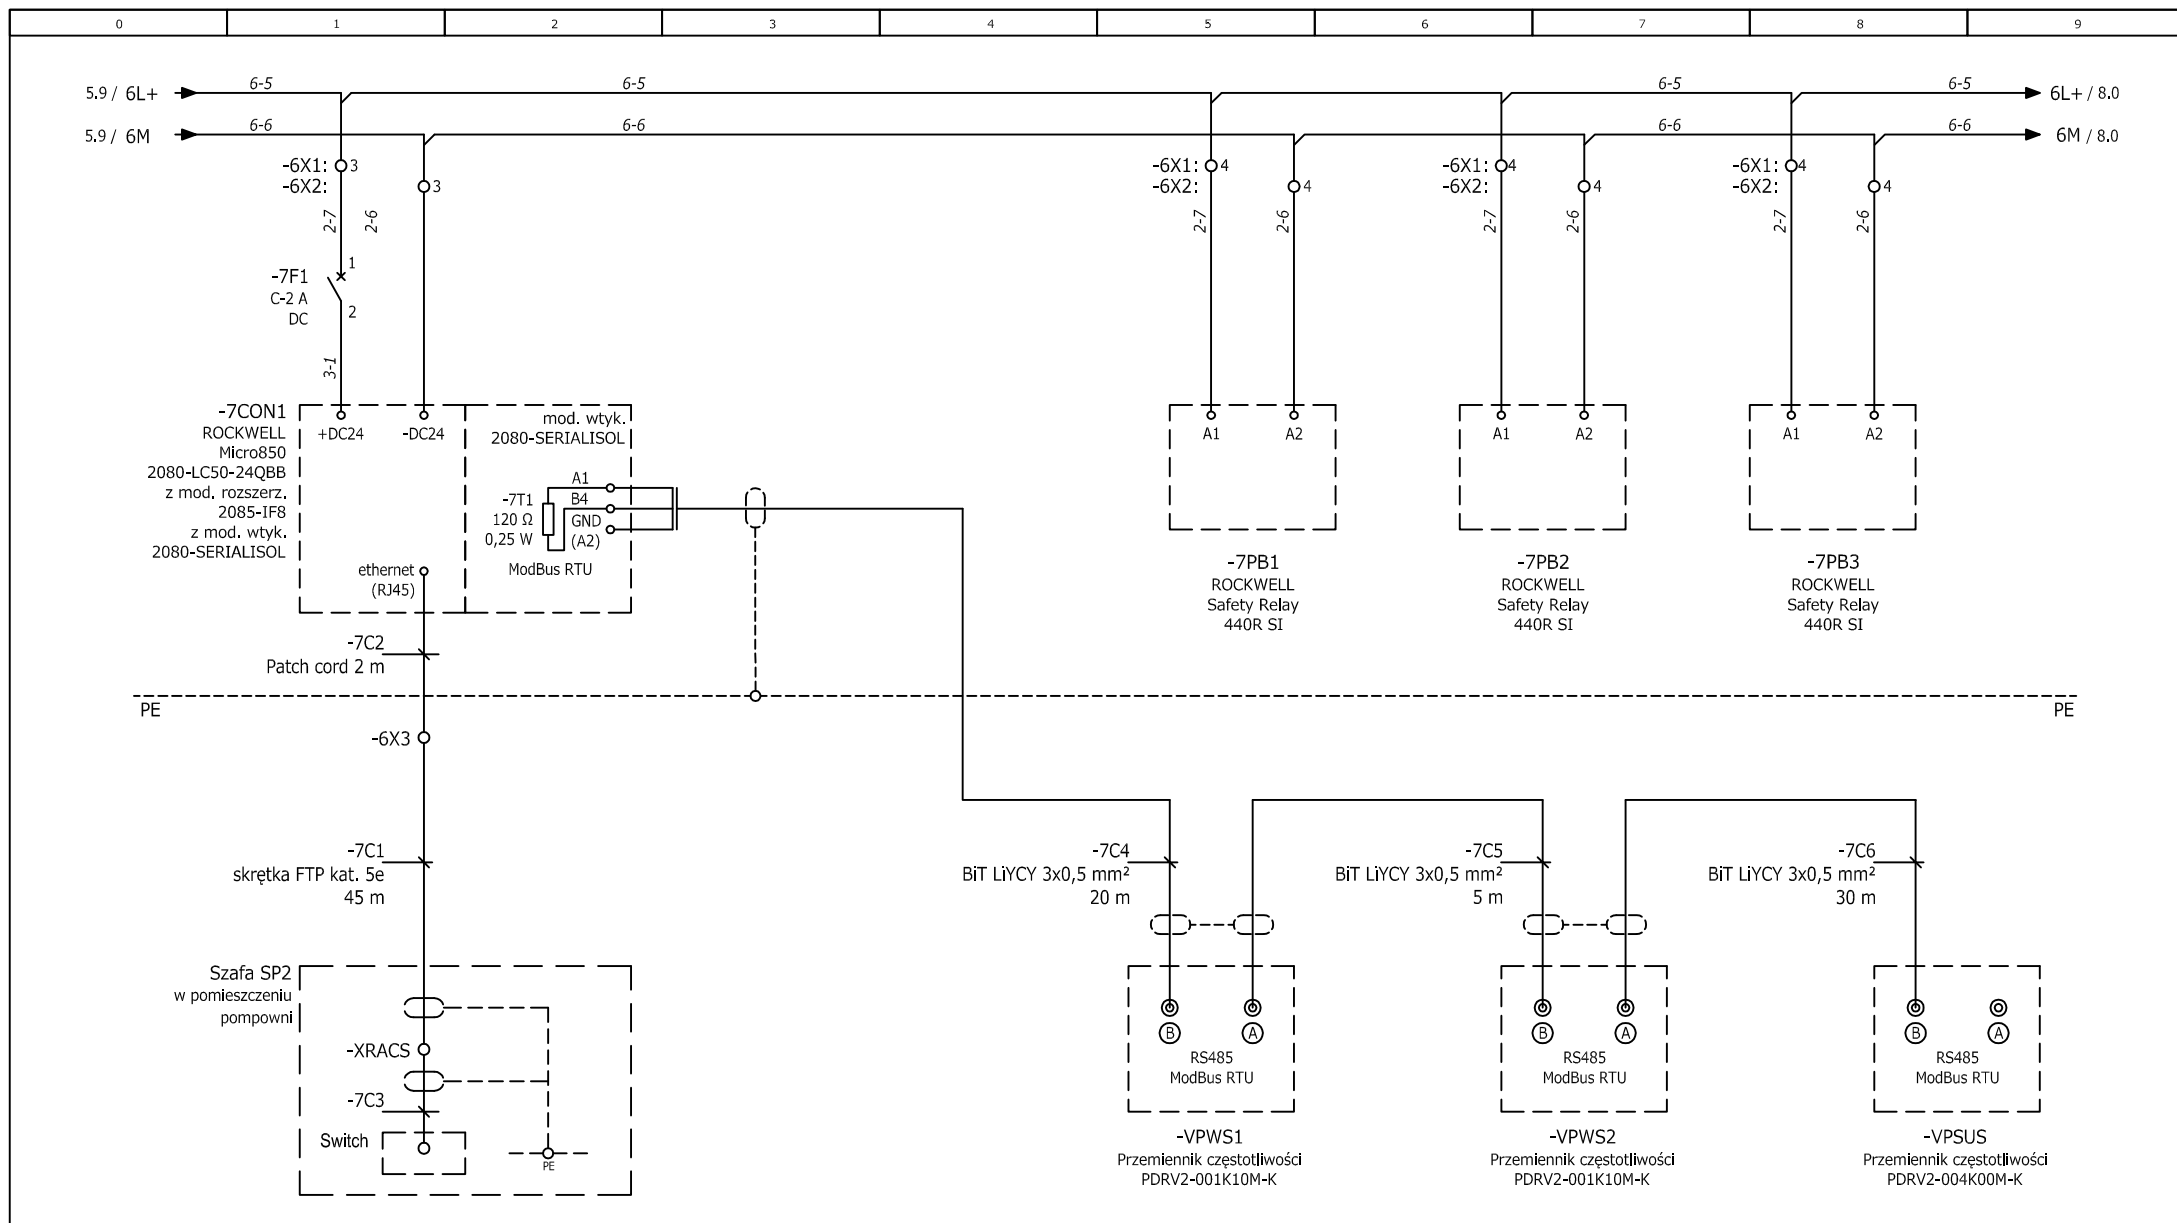 0 1 2 3 4 5 6 7 8 9
5.9 / 6L+ 6-5 6-5 6-5 6-5 6L+ / 8.0
5.9 / 6M 6-6 6-6 6-6 6-6 6M / 8.0
-6X1: 3 -6X1: 4 -6X1: 4 -6X1: 4
-6X2: 3 -6X2: 4 -6X2: 4 -6X2: 4
2-7 2-6 2-7 2-6 2-7 2-6 2-7 2-6
-7F1 1
C-2 A
DC 2
3-1
-7CON1
ROCKWELL
Micro850
2080-LC50-24QBB
z mod. rozszerz.
2085-IF8
z mod. wtyk.
2080-SERIALISOL
+DC24 -DC24
ethernet
(RJ45)
mod. wtyk.
2080-SERIALISOL
-7T1
120 Ω
0,25 W
A1
B4
GND
(A2)
ModBus RTU
A1 A2 A1 A2 A1 A2
-7PB1
ROCKWELL
Safety Relay
440R SI
-7PB2
ROCKWELL
Safety Relay
440R SI
-7PB3
ROCKWELL
Safety Relay
440R SI
-7C2
Patch cord 2 m
PE PE
-6X3
-7C1
skrętka FTP kat. 5e
45 m
-7C4
BiT LiYCY 3x0,5 mm²
20 m
-7C5
BiT LiYCY 3x0,5 mm²
5 m
-7C6
BiT LiYCY 3x0,5 mm²
30 m
Szafa SP2
w pomieszczeniu
pompowni
-XRACS
-7C3
Switch
PE
B A
RS485
ModBus RTU
-VPWS1
Przemiennik częstotliwości
PDRV2-001K10M-K
B A
RS485
ModBus RTU
-VPWS2
Przemiennik częstotliwości
PDRV2-001K10M-K
B A
RS485
ModBus RTU
-VPSUS
Przemiennik częstotliwości
PDRV2-004K00M-K